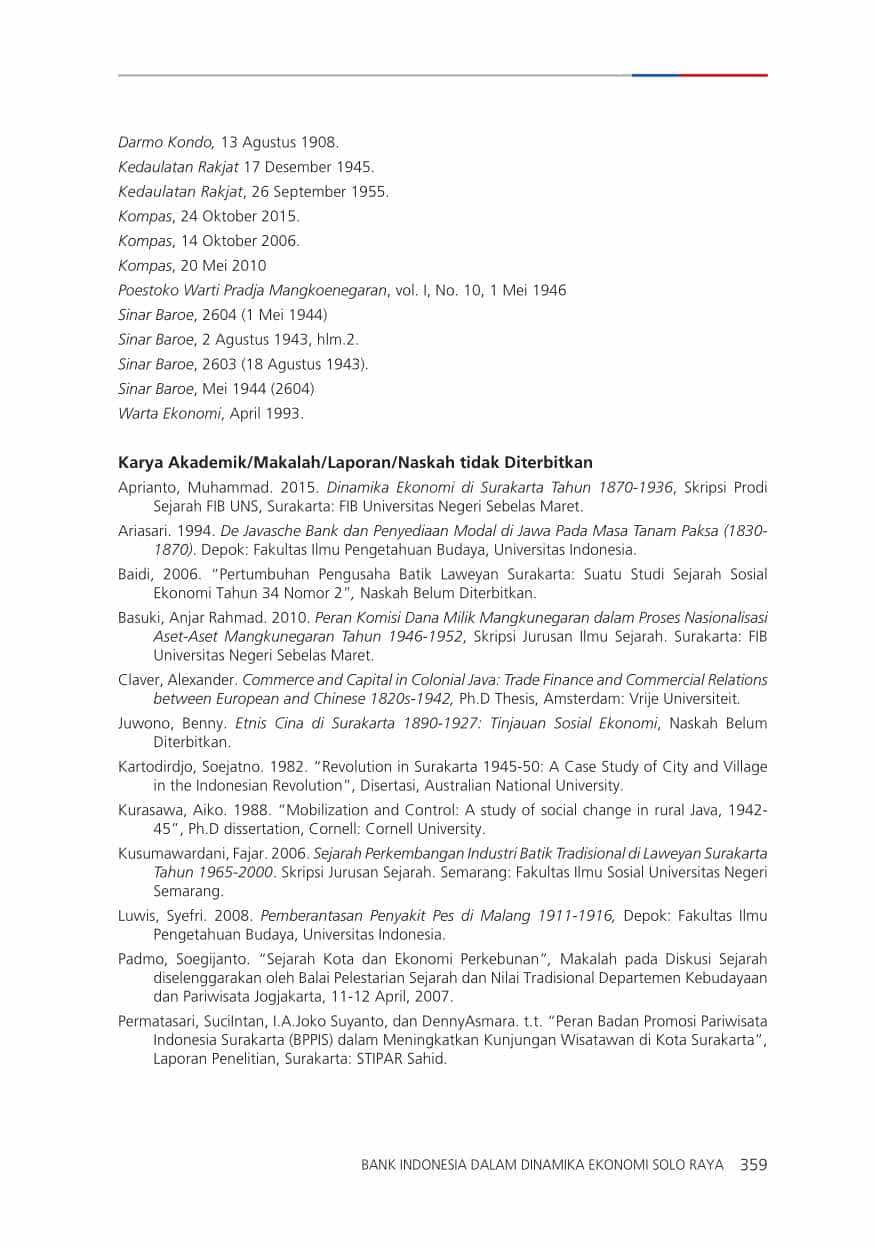 Darmo Kondo, 13 Agustus 1908.
Kedaulatan Rakjat 17 Desember 1945.
Kedaulatan Rakjat, 26 September 1955.
Kompas, 24 Oktober 2015.
Kompas, 14 Oktober 2006.
Kompas, 20 Mei 2010
Poestoko Warti Pradja Mangkoenegaran, vol. I, No. 10, 1 Mei 1946
Sinar Baroe, 2604 (1 Mei 1944)
Sinar Baroe, 2 Agustus 1943, hlm.2.
Sinar Baroe, 2603 (18 Agustus 1943).
Sinar Baroe, Mei 1944 (2604)
Warta Ekonomi, April 1993.
Karya Akademik/Makalah/Laporan/Naskah tidak Diterbitkan
Aprianto, Muhammad. 2015. Dinamika Ekonomi di Surakarta Tahun 1870-1936, Skripsi Prodi
Sejarah FIB UNS, Surakarta: FIB Universitas Negeri Sebelas Maret.
Ariasari. 1994. De Javasche Bank dan Penyediaan Modal di Jawa Pada Masa Tanam Paksa (1830-
1870). Depok: Fakultas Ilmu Pengetahuan Budaya, Universitas Indonesia.
Baidi, 2006. “Pertumbuhan Pengusaha Batik Laweyan Surakarta: Suatu Studi Sejarah Sosial
Ekonomi Tahun 34 Nomor 2”, Naskah Belum Diterbitkan.
Basuki, Anjar Rahmad. 2010. Peran Komisi Dana Milik Mangkunegaran dalam Proses Nasionalisasi
Aset-Aset Mangkunegaran Tahun 1946-1952, Skripsi Jurusan Ilmu Sejarah. Surakarta: FIB
Universitas Negeri Sebelas Maret.
Claver, Alexander. Commerce and Capital in Colonial Java: Trade Finance and Commercial Relations
between European and Chinese 1820s-1942, Ph.D Thesis, Amsterdam: Vrije Universiteit.
Juwono, Benny. Etnis Cina di Surakarta 1890-1927: Tinjauan Sosial Ekonomi, Naskah Belum
Diterbitkan.
Kartodirdjo, Soejatno. 1982. “Revolution in Surakarta 1945-50: A Case Study of City and Village
in the Indonesian Revolution”, Disertasi, Australian National University.
Kurasawa, Aiko. 1988. “Mobilization and Control: A study of social change in rural Java, 1942-
45”, Ph.D dissertation, Cornell: Cornell University.
Kusumawardani, Fajar. 2006. Sejarah Perkembangan Industri Batik Tradisional di Laweyan Surakarta
Tahun 1965-2000. Skripsi Jurusan Sejarah. Semarang: Fakultas Ilmu Sosial Universitas Negeri
Semarang.
Luwis, Syefri. 2008. Pemberantasan Penyakit Pes di Malang 1911-1916, Depok: Fakultas Ilmu
Pengetahuan Budaya, Universitas Indonesia.
Padmo, Soegijanto. “Sejarah Kota dan Ekonomi Perkebunan”, Makalah pada Diskusi Sejarah
diselenggarakan oleh Balai Pelestarian Sejarah dan Nilai Tradisional Departemen Kebudayaan
dan Pariwisata Jogjakarta, 11-12 April, 2007.
Permatasari, SuciIntan, I.A.Joko Suyanto, dan DennyAsmara. t.t. “Peran Badan Promosi Pariwisata
Indonesia Surakarta (BPPIS) dalam Meningkatkan Kunjungan Wisatawan di Kota Surakarta”,
Laporan Penelitian, Surakarta: STIPAR Sahid.
BANK INDONESIA DALAM DINAMIKA EKONOMI SOLO RAYA 359